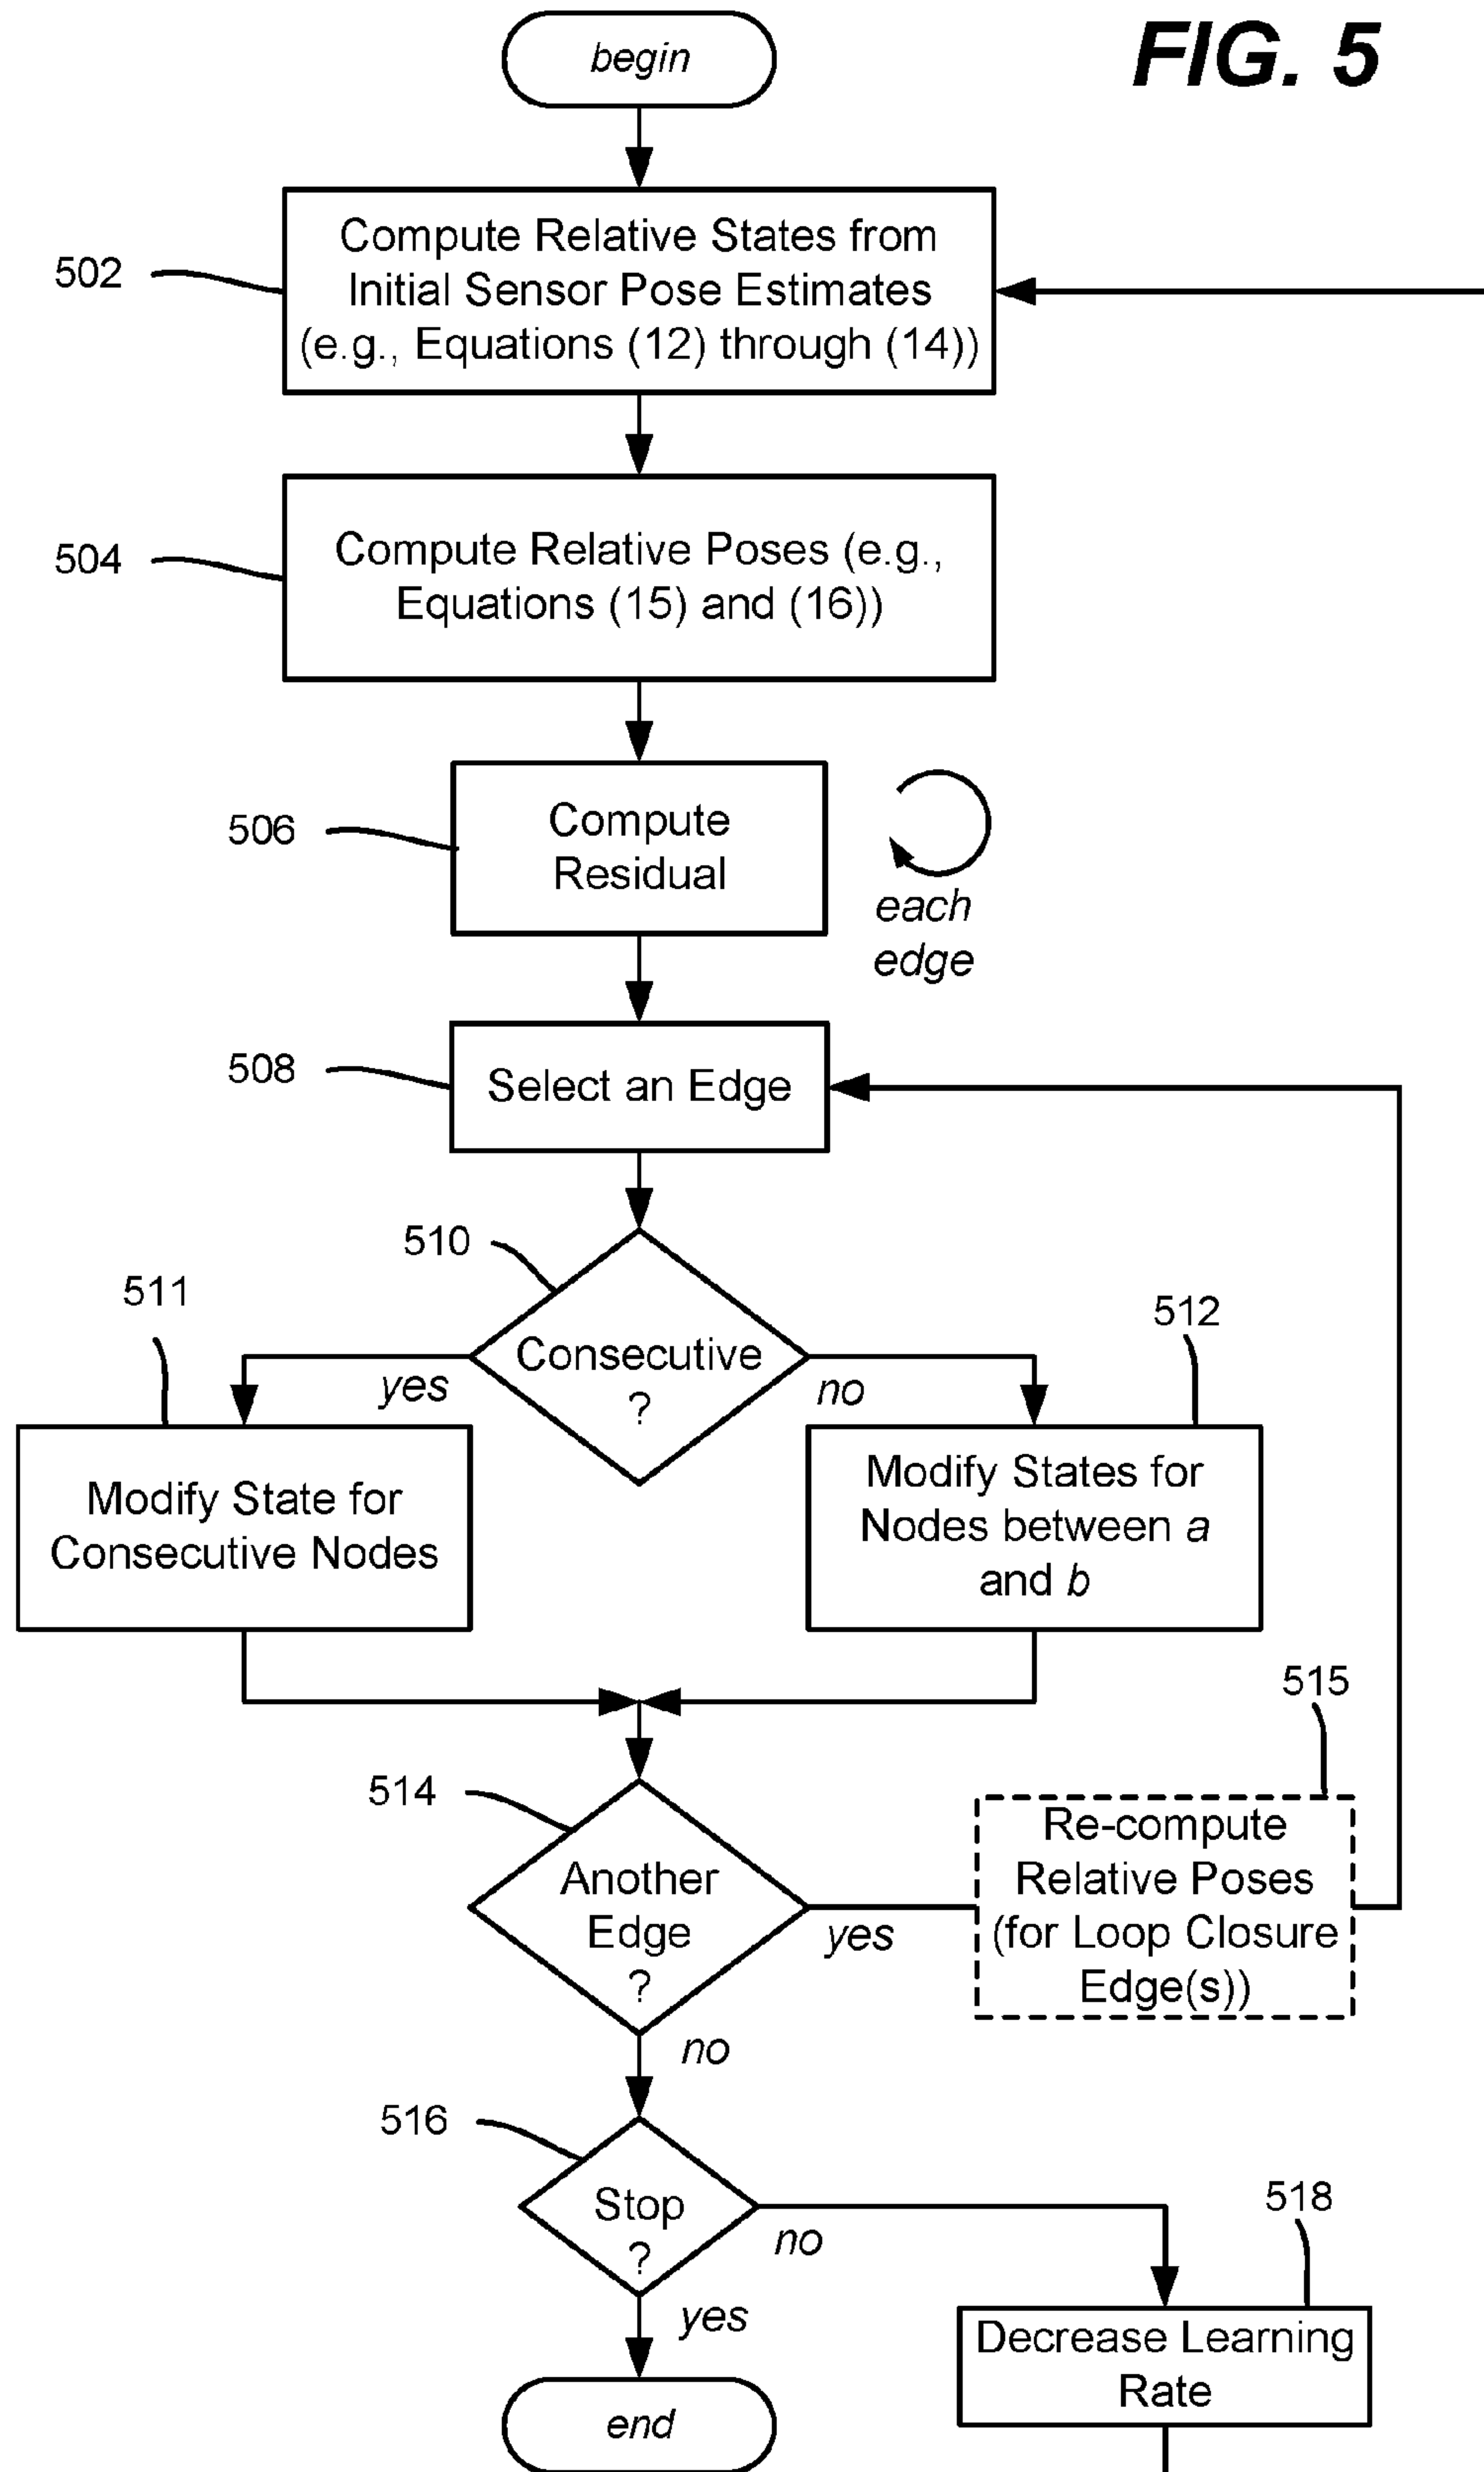 begin
FIG. 5
502
Compute Relative States from
Initial Sensor Pose Estimates
(e.g., Equations (12) through (14))
504
Compute Relative Poses (e.g.,
Equations (15) and (16))
506
Compute
Residual
each
edge
508
Select an Edge
510
Consecutive
?
yes
no
511
Modify State for
Consecutive Nodes
512
Modify States for
Nodes between a
and b
514
Another
Edge
?
yes
no
515
Re-compute
Relative Poses
(for Loop Closure
Edge(s))
516
Stop
?
no
yes
518
Decrease Learning
Rate
end